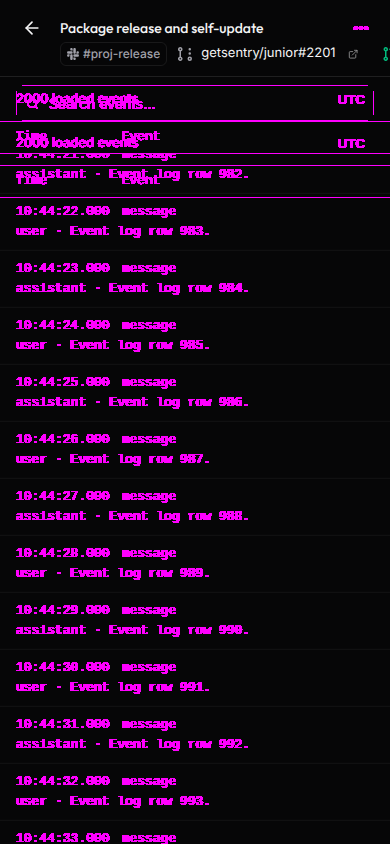 Package release and self-update
#proj-release getsentry/junior#2201
2000 loaded events UTC
Search events...
Time Event
2000 loaded events UTC
10:44:21.000 message
assistant - Event log row 982.
Time Event
10:44:22.000 message
user - Event log row 983.
10:44:23.000 message
assistant - Event log row 984.
10:44:24.000 message
user - Event log row 985.
10:44:25.000 message
assistant - Event log row 986.
10:44:26.000 message
user - Event log row 987.
10:44:27.000 message
assistant - Event log row 988.
10:44:28.000 message
user - Event log row 989.
10:44:29.000 message
assistant - Event log row 990.
10:44:30.000 message
user - Event log row 991.
10:44:31.000 message
assistant - Event log row 992.
10:44:32.000 message
user - Event log row 993.
10:44:33.000 message